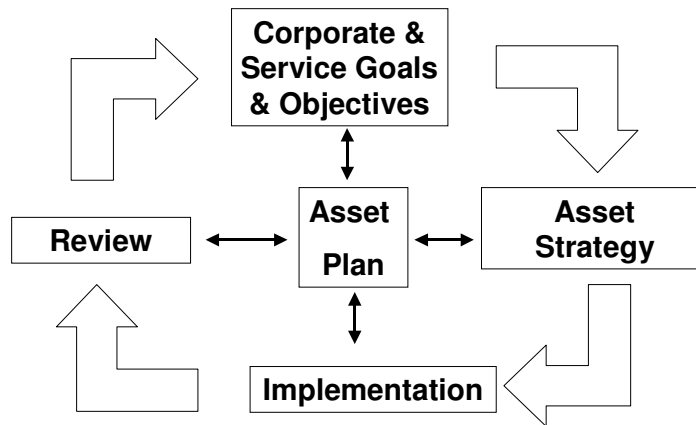 Corporate &
Service Goals
& Objectives
Review
Asset
Plan
Asset
Strategy
Implementation